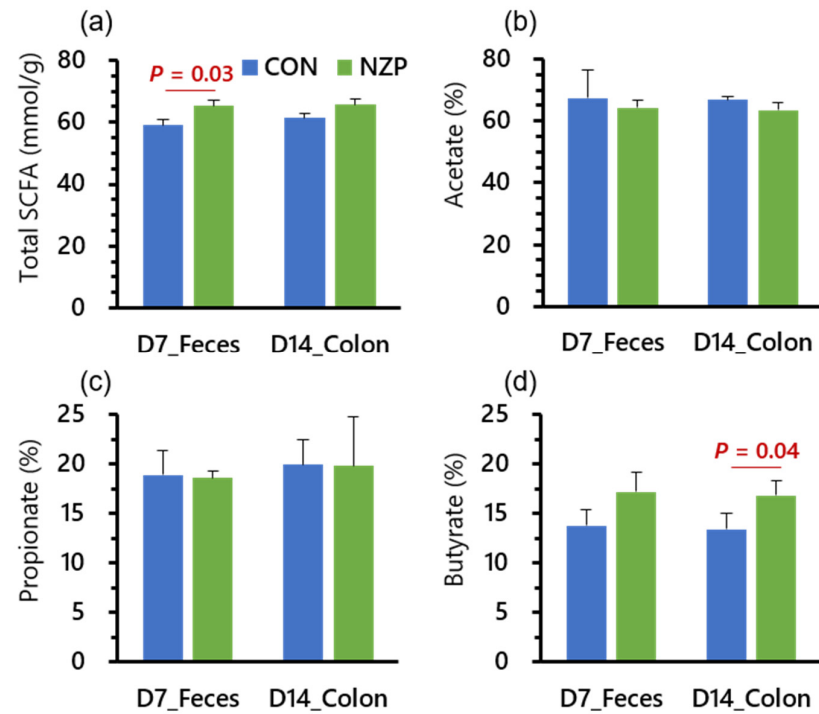 (a)
P = 0.03
CON NZP
Total SCFA (mmol/g)
80
60
40
20
0
D7_Feces D14_Colon
(b)
Acetate (%)
80
60
40
20
0
D7_Feces D14_Colon
(c)
Propionate (%)
25
20
15
10
5
0
D7_Feces D14_Colon
(d)
P = 0.04
Butyrate (%)
25
20
15
10
5
0
D7_Feces D14_Colon